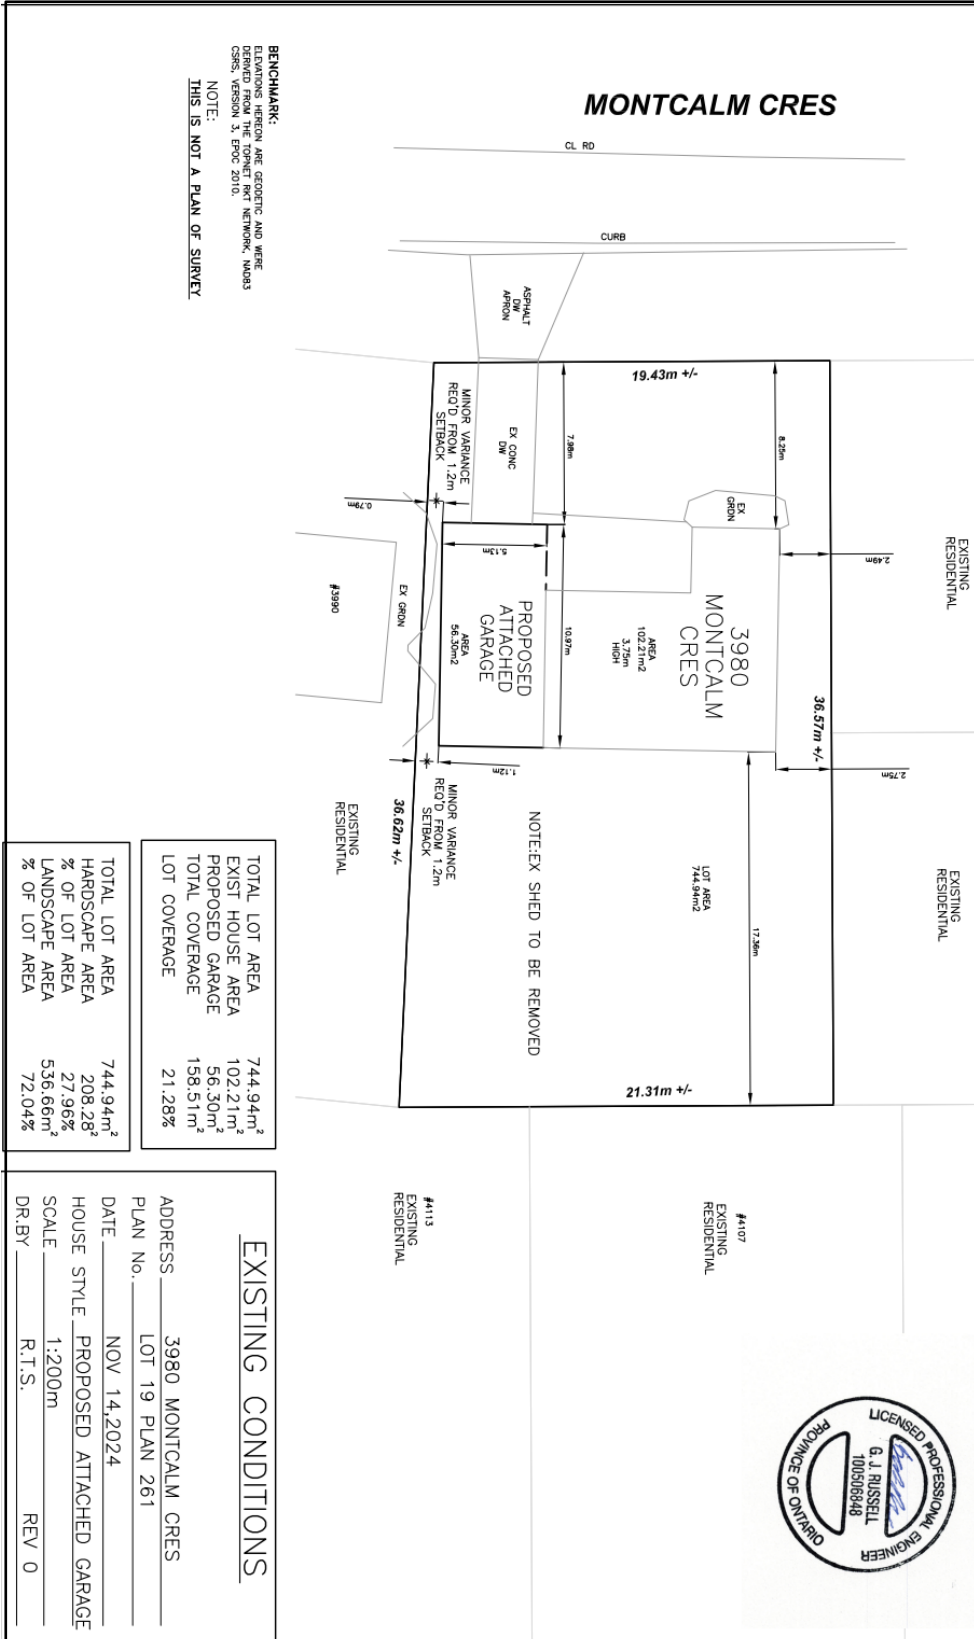 MONTCALM CRES
CL RD
CURB
BENCHMARK:
ELEVATIONS HEREON ARE GEODETIC AND WERE
DERIVED FROM THE TOPNET RKT NETWORK, NAD83
CSRS, VERSION 3, EPOC 2010.
NOTE:
THIS IS NOT A PLAN OF SURVEY
ASPHALT
DW
APRON
19.43m +/-
MINOR VARIANCE
REQ'D FROM 1.2m
SETBACK
EX CONC
DW
7.98m
8.25m
EX
GRDN
0.79m
5.13m
2.49m
EXISTING
RESIDENTIAL
#3990
EX GRDN
PROPOSED
ATTACHED
GARAGE
AREA
56.30m2
10.97m
3980
MONTCALM
CRES
AREA
102.21m2
3.75m
HIGH
36.57m +/-
2.75m
1.12m
MINOR VARIANCE
REQ'D FROM 1.2m
SETBACK
36.62m +/-
EXISTING
RESIDENTIAL
NOTE:EX SHED TO BE REMOVED
LOT AREA
744.94m2
17.36m
EXISTING
RESIDENTIAL
21.31m +/-
#4113
EXISTING
RESIDENTIAL
#4107
EXISTING
RESIDENTIAL
TOTAL LOT AREA 744.94m²
EXIST HOUSE AREA 102.21m²
PROPOSED GARAGE 56.30m²
TOTAL COVERAGE 158.51m²
LOT COVERAGE 21.28%
TOTAL LOT AREA 744.94m²
HARDSCAPE AREA 208.28²
% OF LOT AREA 27.96%
LANDSCAPE AREA 536.66m²
% OF LOT AREA 72.04%
EXISTING CONDITIONS
ADDRESS 3980 MONTCALM CRES
PLAN No. LOT 19 PLAN 261
DATE NOV 14,2024
HOUSE STYLE PROPOSED ATTACHED GARAGE
SCALE 1:200m
DR.BY R.T.S. REV 0
LICENSED PROFESSIONAL ENGINEER
G. J. RUSSELL
100506848
PROVINCE OF ONTARIO